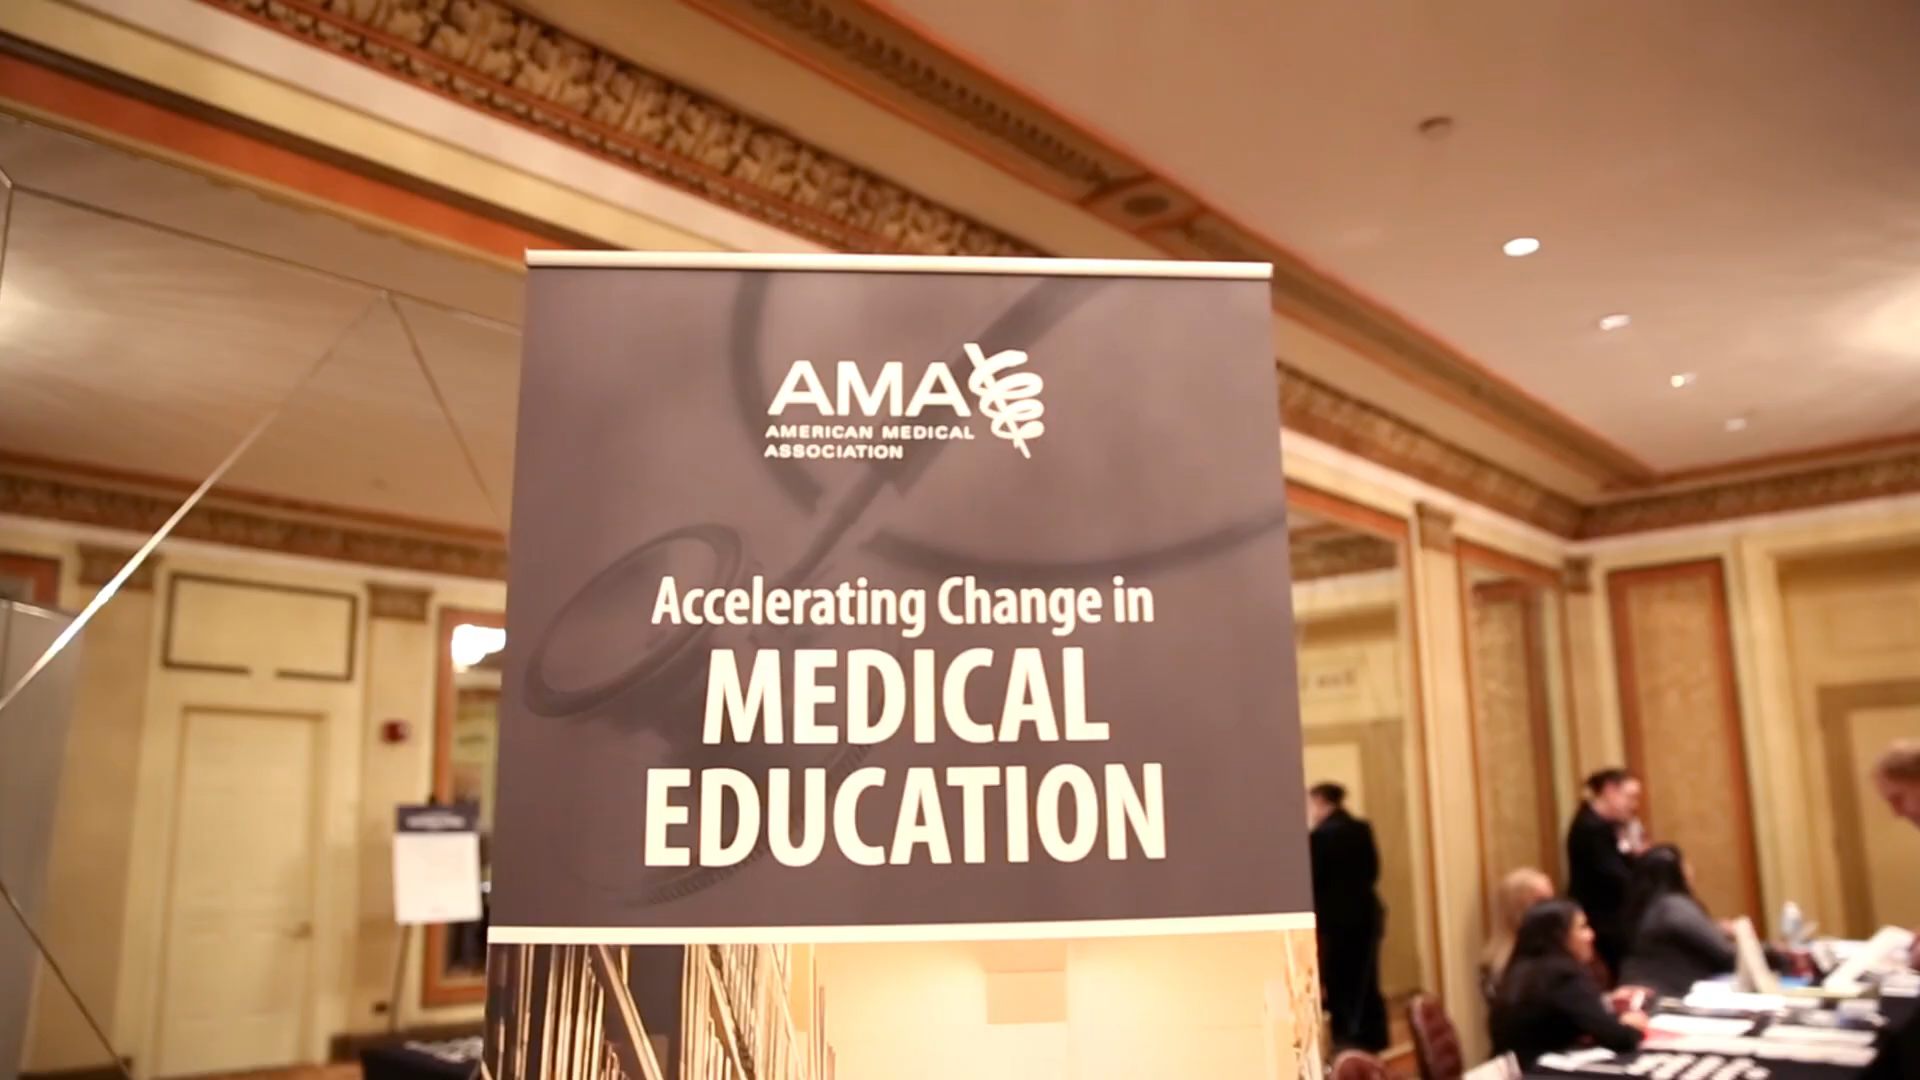 AMA
AMERICAN MEDICAL
ASSOCIATION
Accelerating Change in
MEDICAL
EDUCATION